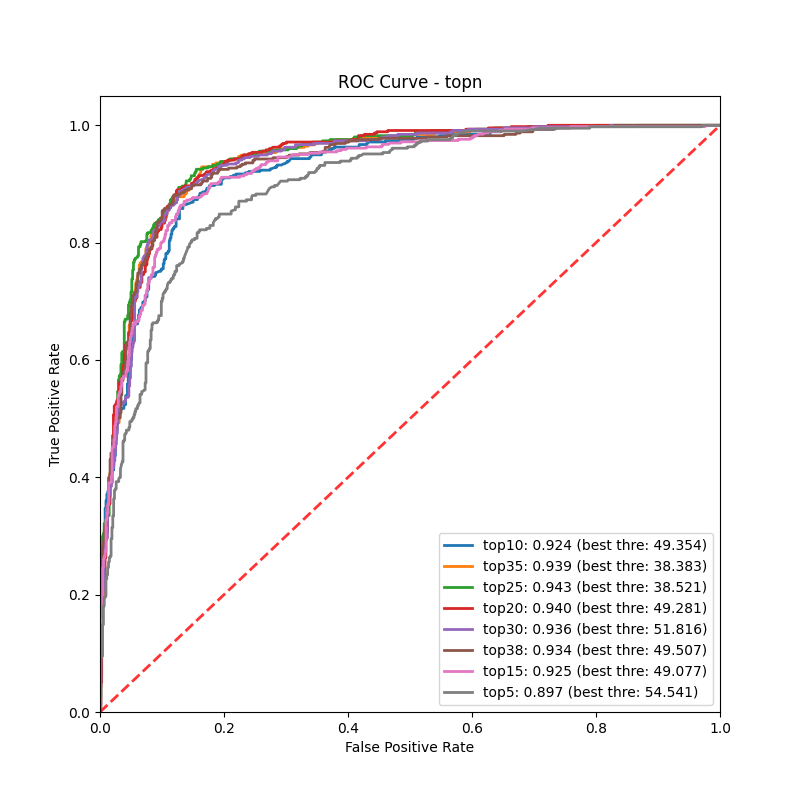 ROC Curve - topn
True Positive Rate
1.0
0.8
0.6
0.4
0.2
0.0
top10: 0.924 (best thre: 49.354)
top35: 0.939 (best thre: 38.383)
top25: 0.943 (best thre: 38.521)
top20: 0.940 (best thre: 49.281)
top30: 0.936 (best thre: 51.816)
top38: 0.934 (best thre: 49.507)
top15: 0.925 (best thre: 49.077)
top5: 0.897 (best thre: 54.541)
0.0 0.2 0.4 0.6 0.8 1.0
False Positive Rate